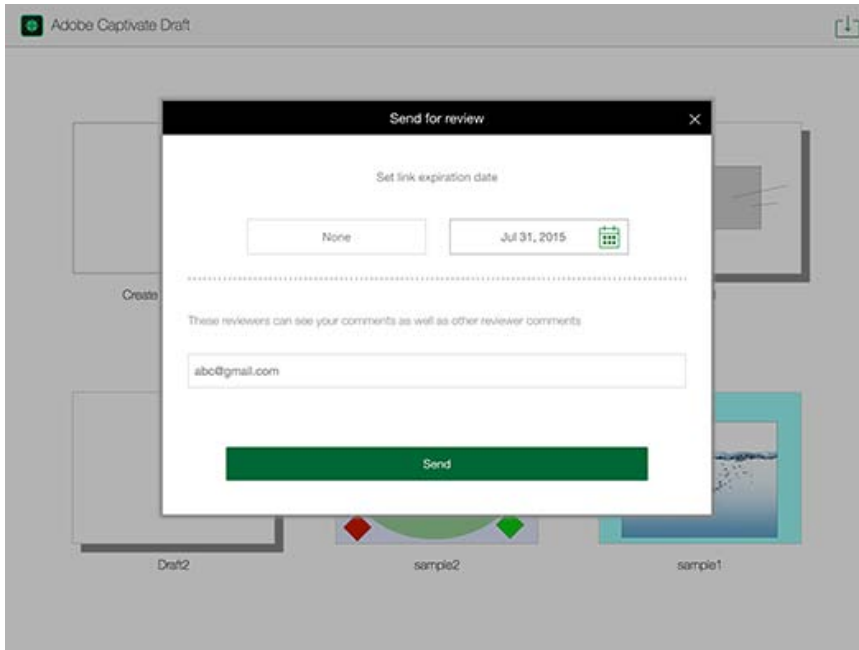 Adobe Captivate Draft
Send for review
Set link expiration date
None
Jul 31, 2015
Create
These reviewers can see your comments as well as other reviewer comments
abc@gmail.com
Send
Draft2
sample2
sample1